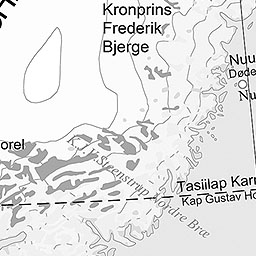 Kronprins
Frederik
Bjerge
Nuu
Døde
Nu
orel
Steenstrup Nordre Bræ
Tasiilap Karr
Kap Gustav Ho